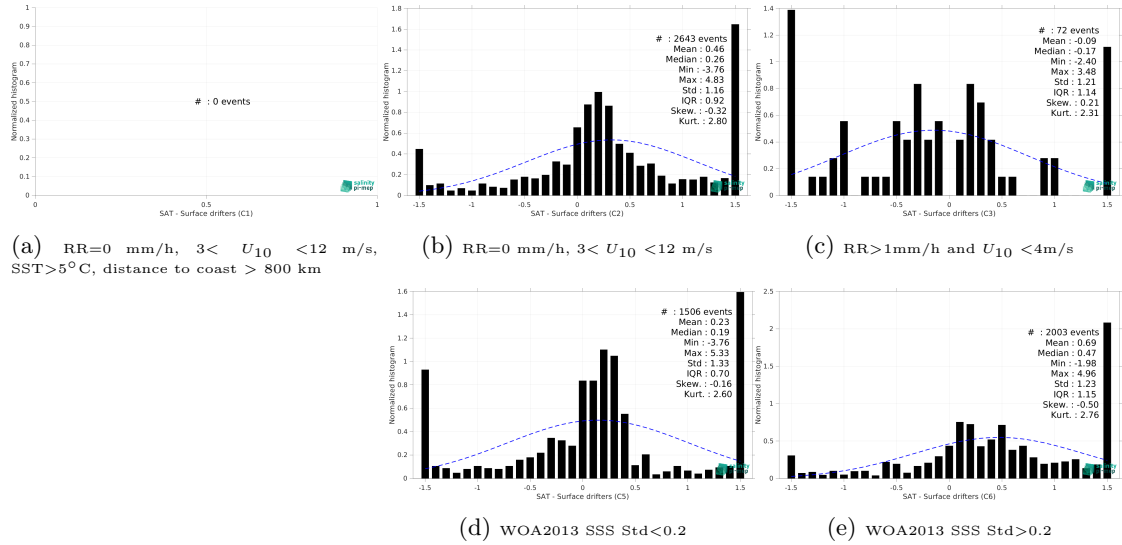 1
0.9
0.8
0.7
0.6
0.5
0.4
0.3
0.2
0.1
0
Normalized histogram
# : 0 events
0 0.5 1
SAT - Surface drifters (C1)
salinity
pi-mep
(a) RR=0 mm/h, 3< U10 <12 m/s,
SST>5°C, distance to coast > 800 km
1.8
1.6
1.4
1.2
1
0.8
0.6
0.4
0.2
0
Normalized histogram
# : 2643 events
Mean : 0.46
Median : 0.26
Min : -3.76
Max : 4.83
Std : 1.16
IQR : 0.92
Skew. : -0.32
Kurt. : 2.80
-1.5 -1 -0.5 0 0.5 1 1.5
SAT - Surface drifters (C2)
salinity
pi-mep
(b) RR=0 mm/h, 3< U10 <12 m/s
1.4
1.2
1
0.8
0.6
0.4
0.2
0
Normalized histogram
# : 72 events
Mean : -0.09
Median : -0.17
Min : -2.40
Max : 3.48
Std : 1.21
IQR : 1.14
Skew. : 0.21
Kurt. : 2.31
-1.5 -1 -0.5 0 0.5 1 1.5
SAT - Surface drifters (C3)
salinity
pi-mep
(c) RR>1mm/h and U10 <4m/s
1.6
1.4
1.2
1
0.8
0.6
0.4
0.2
0
Normalized histogram
# : 1506 events
Mean : 0.23
Median : 0.19
Min : -3.76
Max : 5.33
Std : 1.33
IQR : 0.70
Skew. : -0.16
Kurt. : 2.60
-1.5 -1 -0.5 0 0.5 1 1.5
SAT - Surface drifters (C5)
salinity
pi-mep
(d) WOA2013 SSS Std<0.2
2.5
2
1.5
1
0.5
0
Normalized histogram
# : 2003 events
Mean : 0.69
Median : 0.47
Min : -1.98
Max : 4.96
Std : 1.23
IQR : 1.15
Skew. : -0.50
Kurt. : 2.76
-1.5 -1 -0.5 0 0.5 1 1.5
SAT - Surface drifters (C6)
salinity
pi-mep
(e) WOA2013 SSS Std>0.2